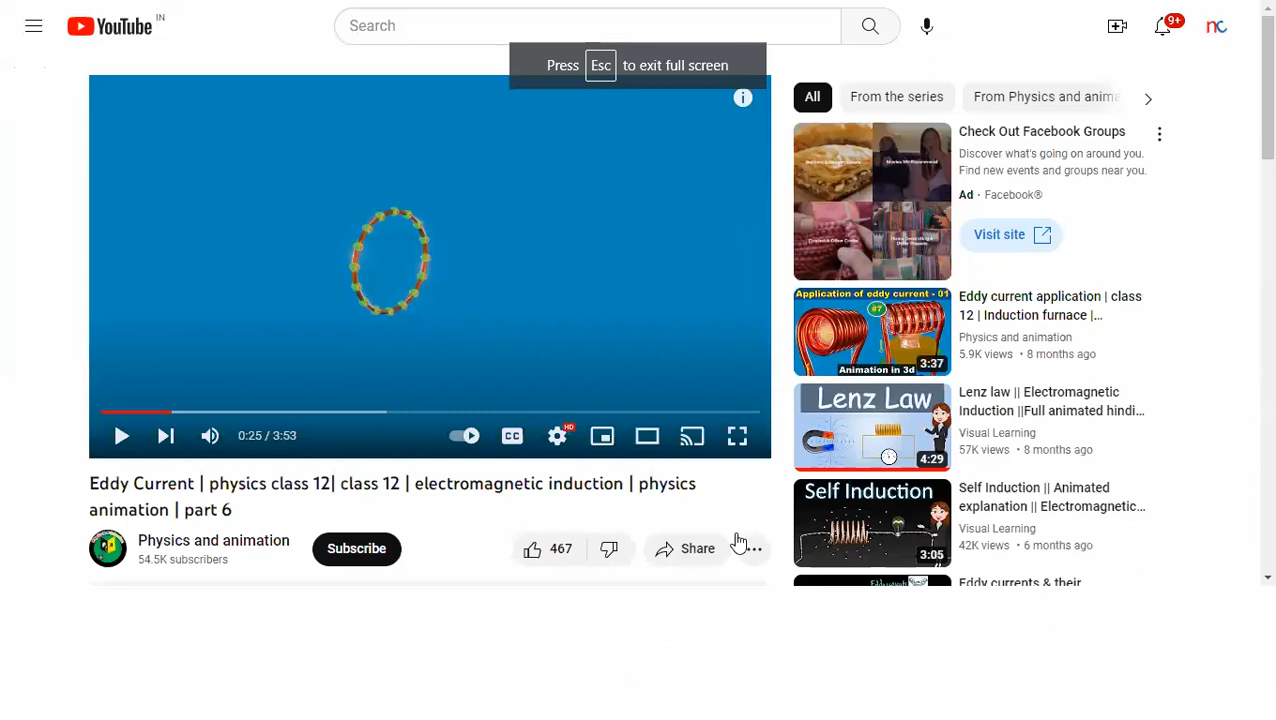 YouTube IN
Search
9+
nc
Press Esc to exit full screen
i
0:25 / 3:53
CC
HD
Eddy Current | physics class 12| class 12 | electromagnetic induction | physics
animation | part 6
Physics and animation
54.5K subscribers
Subscribe
467
Share
All
From the series
From Physics and anima
Check Out Facebook Groups
Discover what's going on around you.
Find new events and groups near you.
Ad · Facebook®
Visit site
Application of eddy current - 01
#7
Animation in 3d
3:37
Eddy current application | class
12 | Induction furnace |…
Physics and animation
5.9K views • 8 months ago
Lenz Law
4:29
Lenz law || Electromagnetic
Induction ||Full animated hindi…
Visual Learning
57K views • 8 months ago
Self Induction
3:05
Self Induction || Animated
explanation || Electromagnetic…
Visual Learning
42K views • 6 months ago
Eddy currents & their